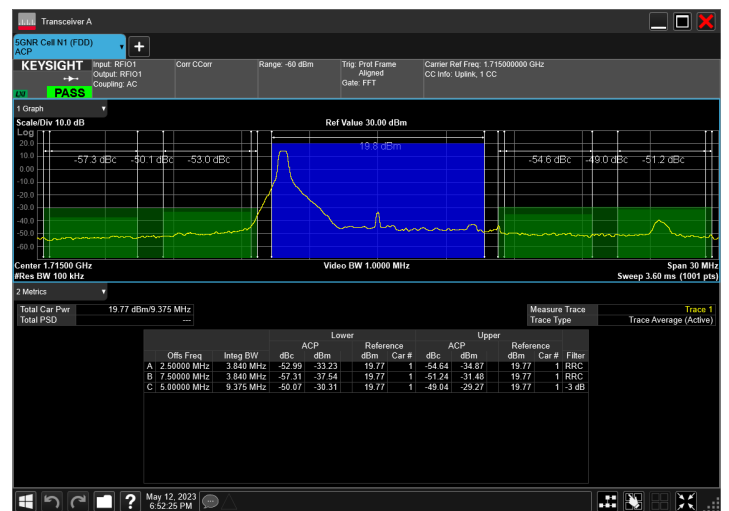 Transceiver A
5GNR Cell N1 (FDD)
ACP
KEYSIGHT
LXI
PASS
Input: RFIO1
Output: RFIO1
Coupling: AC
Corr CCorr
Range: -60 dBm
Trig: Prot Frame
Aligned
Gate: FFT
Carrier Ref Freq: 1.715000000 GHz
CC Info: Uplink, 1 CC
1 Graph
Scale/Div 10.0 dB
Ref Value 30.00 dBm
Log
20.0
10.0
0.00
-10.0
-20.0
-30.0
-40.0
-50.0
-60.0
19.8 dBm
-57.3 dBc
-50.1 dBc
-53.0 dBc
-54.6 dBc
-49.0 dBc
-51.2 dBc
Center 1.71500 GHz
#Res BW 100 kHz
Video BW 1.0000 MHz
Span 30 MHz
Sweep 3.60 ms (1001 pts)
2 Metrics
Total Car Pwr 19.77 dBm/9.375 MHz
Total PSD ---
Measure Trace Trace 1
Trace Type Trace Average (Active)
Lower Upper
ACP Reference ACP Reference
Offs Freq Integ BW dBc dBm dBm Car # dBc dBm dBm Car # Filter
A 2.50000 MHz 3.840 MHz -52.99 -33.23 19.77 1 -54.64 -34.87 19.77 1 RRC
B 7.50000 MHz 3.840 MHz -57.31 -37.54 19.77 1 -51.24 -31.48 19.77 1 RRC
C 5.00000 MHz 9.375 MHz -50.07 -30.31 19.77 1 -49.04 -29.27 19.77 1 -3 dB
?
May 12, 2023
6:52:25 PM